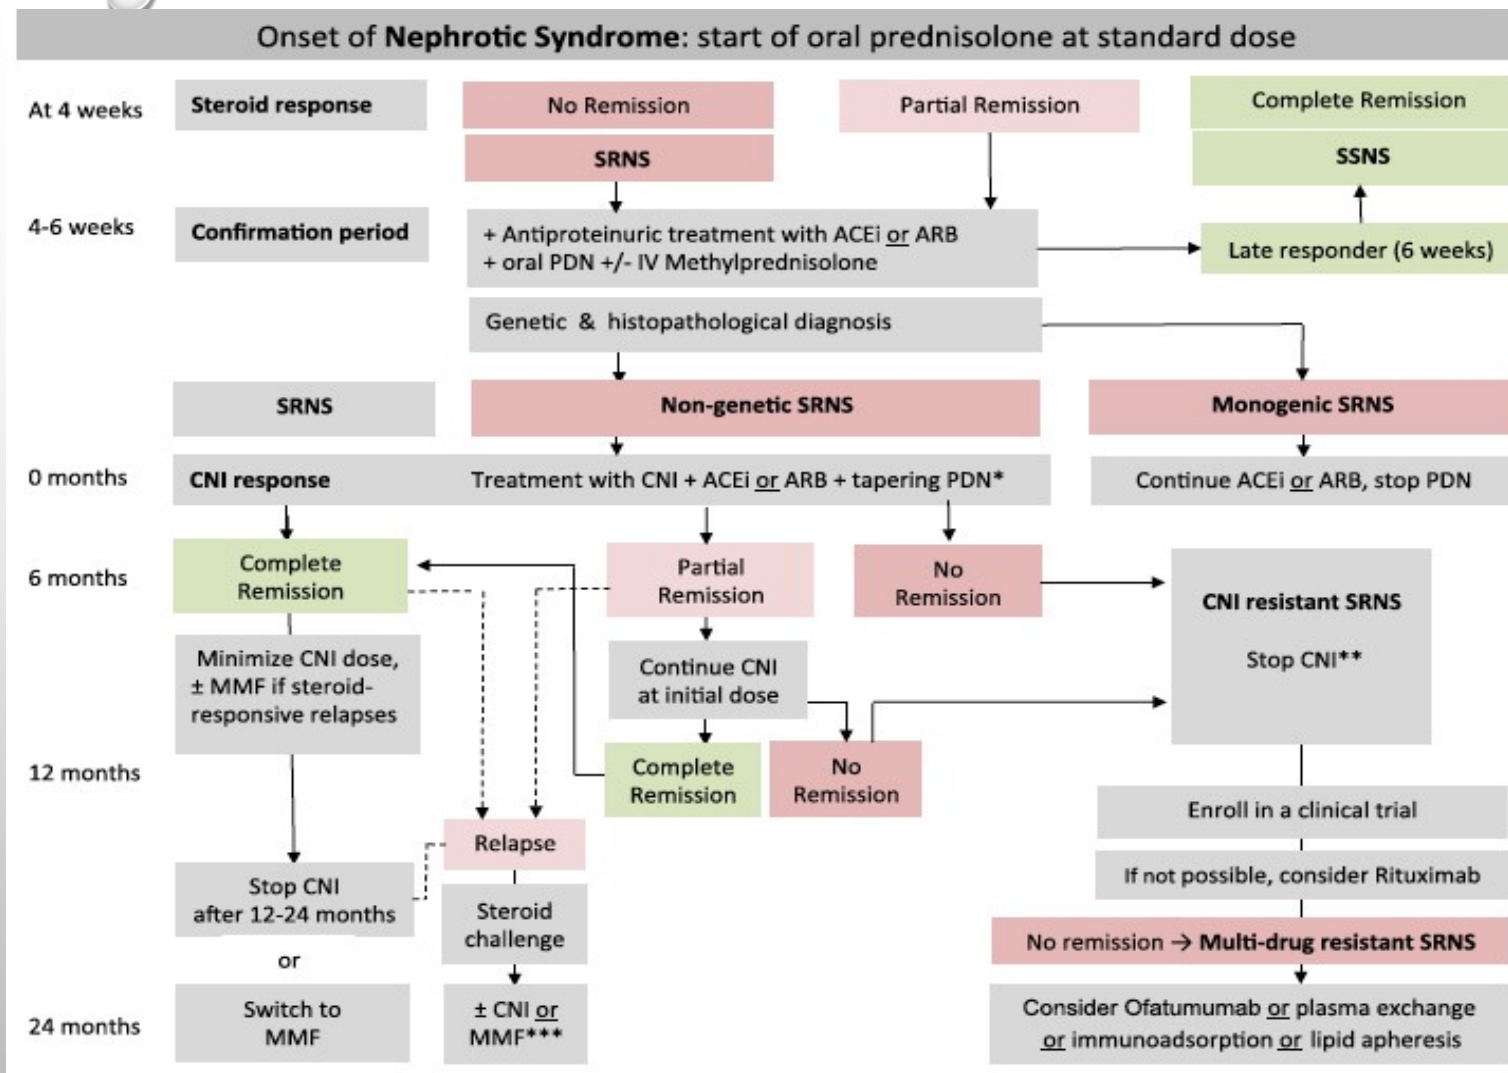 Onset of Nephrotic Syndrome: start of oral prednisolone at standard dose
At 4 weeks
Steroid response
No Remission
Partial Remission
Complete Remission
SRNS
SSNS
4-6 weeks
Confirmation period
+ Antiproteinuric treatment with ACEi or ARB
+ oral PDN +/- IV Methylprednisolone
Late responder (6 weeks)
Genetic & histopathological diagnosis
SRNS
Non-genetic SRNS
Monogenic SRNS
0 months
CNI response
Treatment with CNI + ACEi or ARB + tapering PDN*
Continue ACEi or ARB, stop PDN
6 months
Complete
Remission
Partial
Remission
No
Remission
CNI resistant SRNS
Stop CNI**
Minimize CNI dose,
± MMF if steroid-
responsive relapses
Continue CNI
at initial dose
12 months
Complete
Remission
No
Remission
Enroll in a clinical trial
Relapse
If not possible, consider Rituximab
Stop CNI
after 12-24 months
Steroid
challenge
No remission → Multi-drug resistant SRNS
or
24 months
Switch to
MMF
± CNI or
MMF***
Consider Ofatumumab or plasma exchange
or immunoadsorption or lipid apheresis